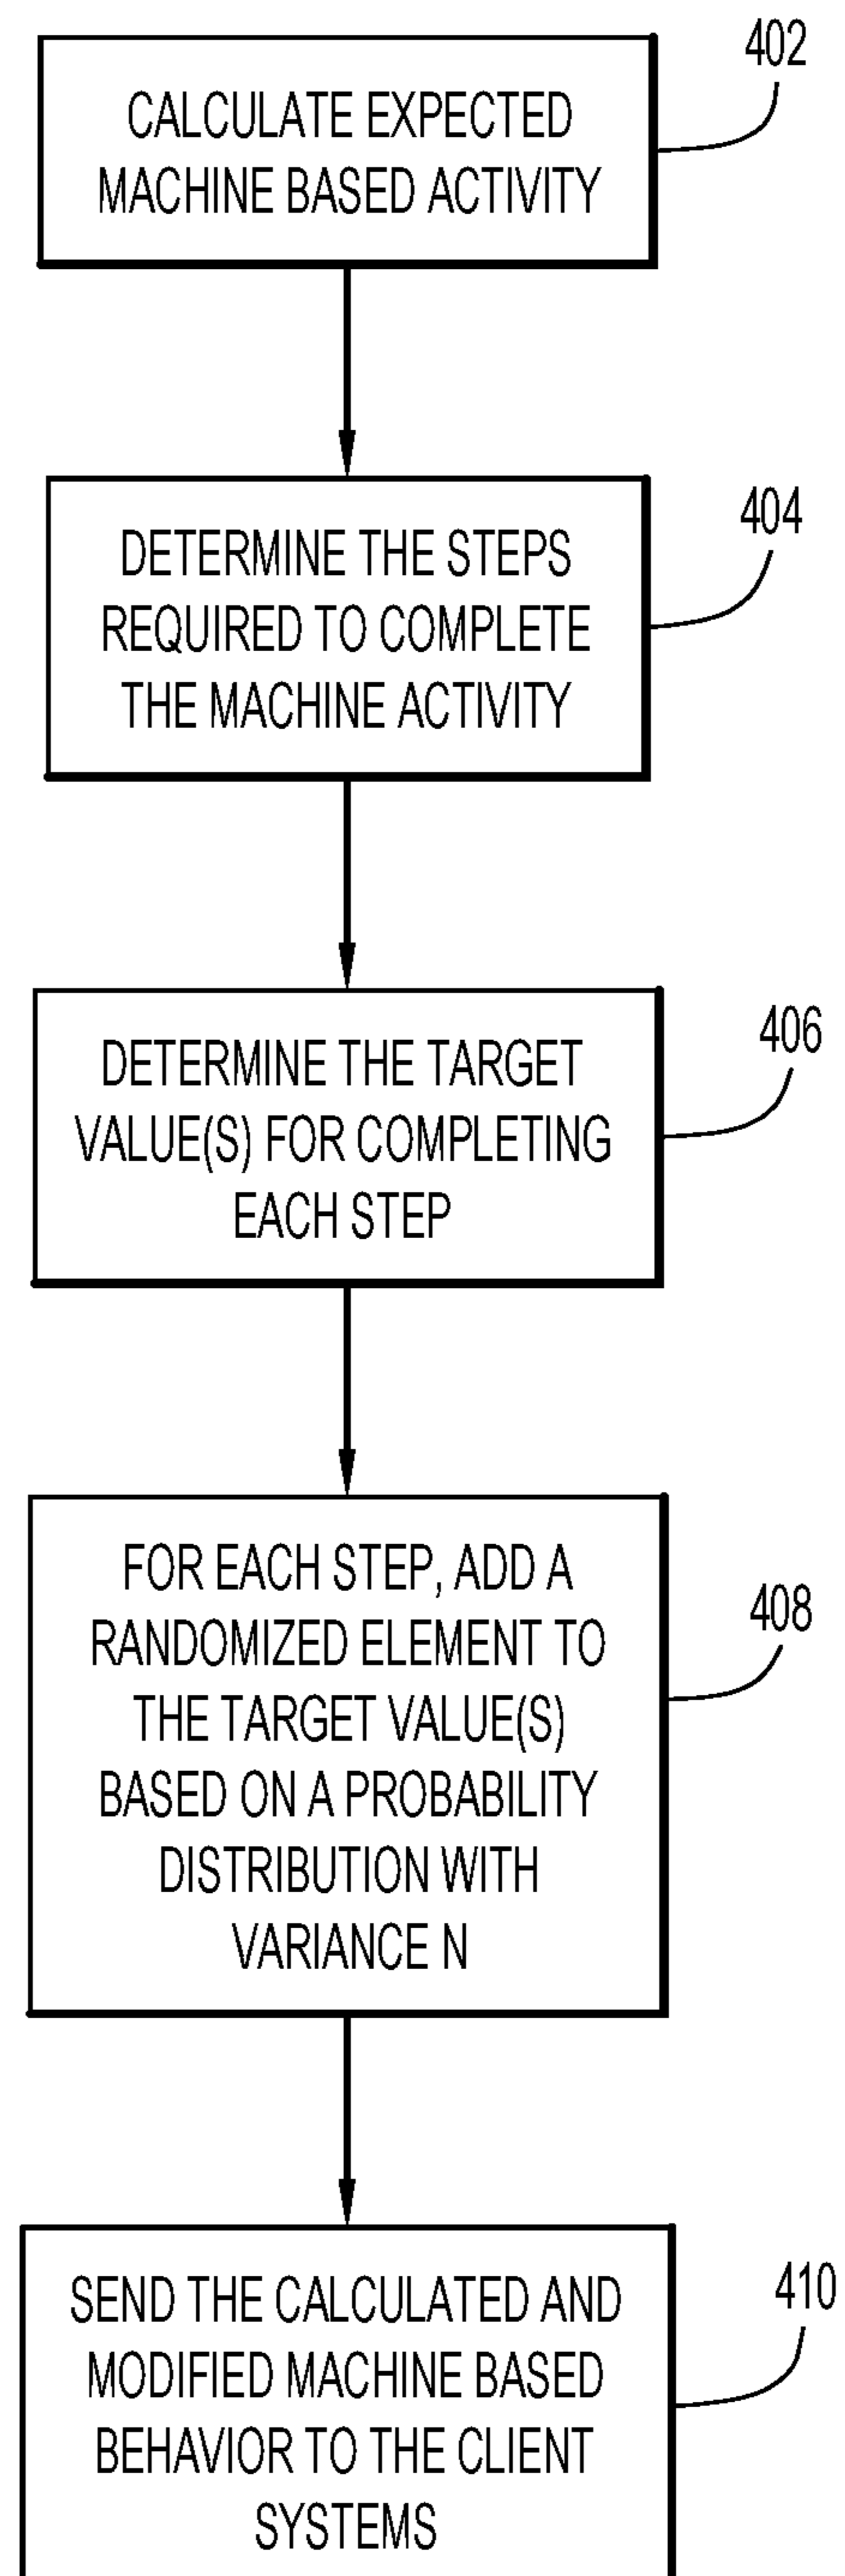 402
CALCULATE EXPECTED
MACHINE BASED ACTIVITY
404
DETERMINE THE STEPS
REQUIRED TO COMPLETE
THE MACHINE ACTIVITY
406
DETERMINE THE TARGET
VALUE(S) FOR COMPLETING
EACH STEP
408
FOR EACH STEP, ADD A
RANDOMIZED ELEMENT TO
THE TARGET VALUE(S)
BASED ON A PROBABILITY
DISTRIBUTION WITH
VARIANCE N
410
SEND THE CALCULATED AND
MODIFIED MACHINE BASED
BEHAVIOR TO THE CLIENT
SYSTEMS